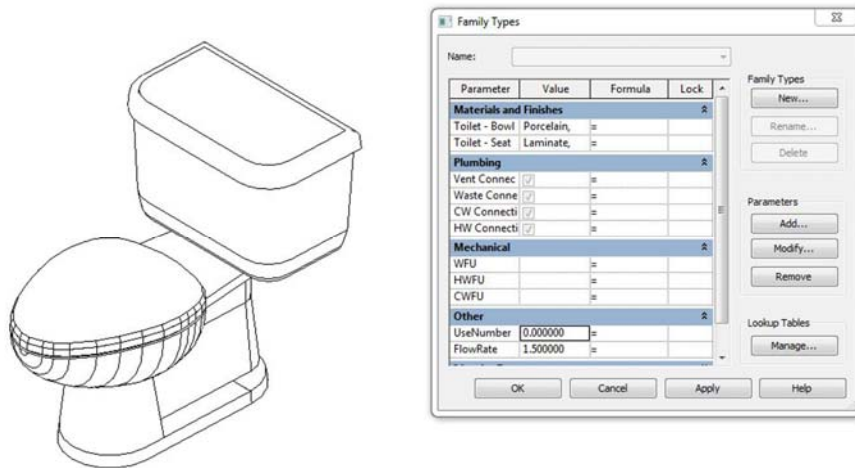 Family Types
Name:
Parameter Value Formula Lock
Materials and Finishes
Toilet - Bowl Porcelain, =
Toilet - Seat Laminate, =
Plumbing
Vent Connec =
Waste Conne =
CW Connecti =
HW Connecti =
Mechanical
WFU =
HWFU =
CWFU =
Other
UseNumber 0.000000 =
FlowRate 1.500000 =
Family Types
New...
Rename...
Delete
Parameters
Add...
Modify...
Remove
Lookup Tables
Manage...
OK Cancel Apply Help